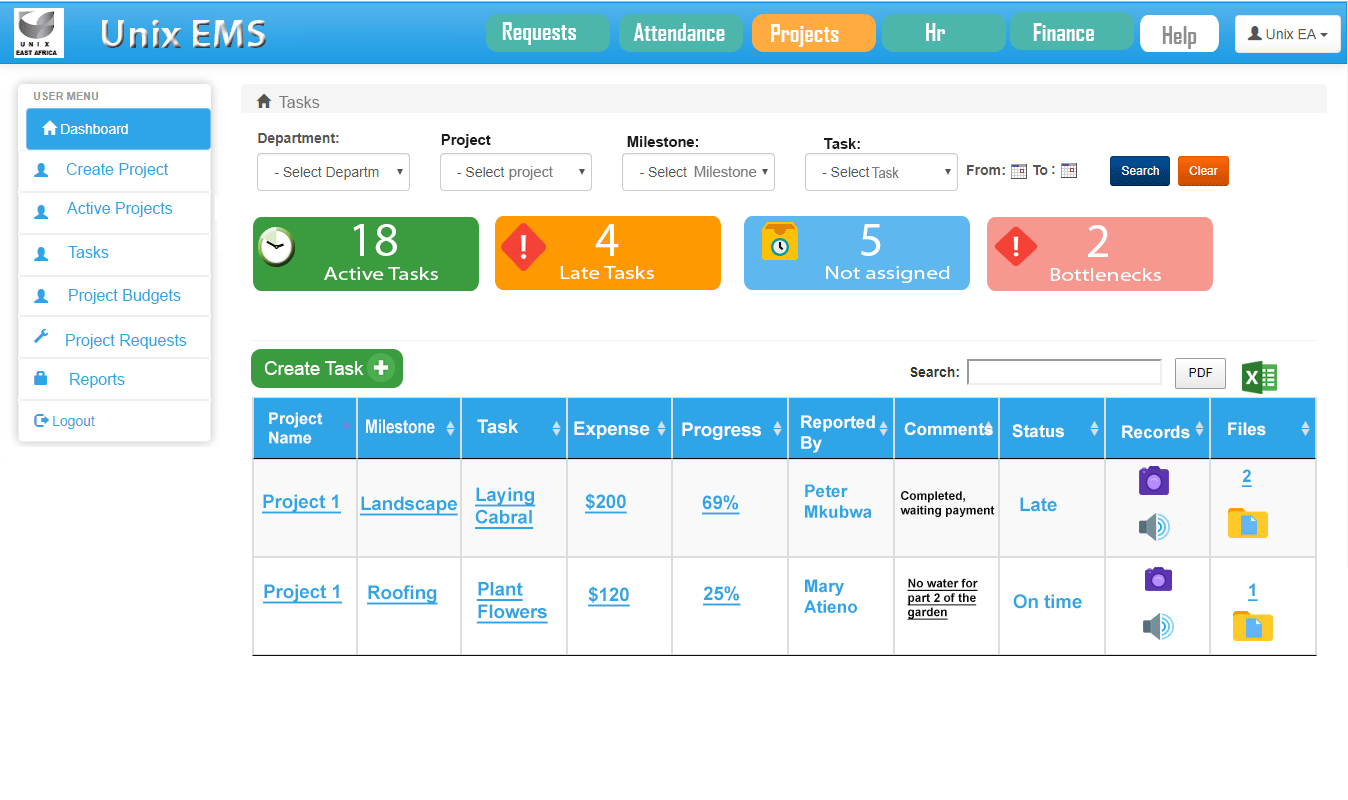 UNIX
EAST AFRICA
Unix EMS
Requests
Attendance
Projects
Hr
Finance
Help
Unix EA
USER MENU
Dashboard
Create Project
Active Projects
Tasks
Project Budgets
Project Requests
Reports
Logout
Tasks
Department:
Project
Milestone:
Task:
- Select Departm
- Select project
- Select Milestone
- Select Task
From:
To :
Search
Clear
18
Active Tasks
4
Late Tasks
5
Not assigned
2
Bottlenecks
Create Task
Search:
PDF
Project
Name
Milestone
Task
Expense
Progress
Reported
By
Comments
Status
Records
Files
Project 1
Landscape
Laying
Cabral
$200
69%
Peter
Mkubwa
Completed,
waiting payment
Late
2
Project 1
Roofing
Plant
Flowers
$120
25%
Mary
Atieno
No water for
part 2 of the
garden
On time
1